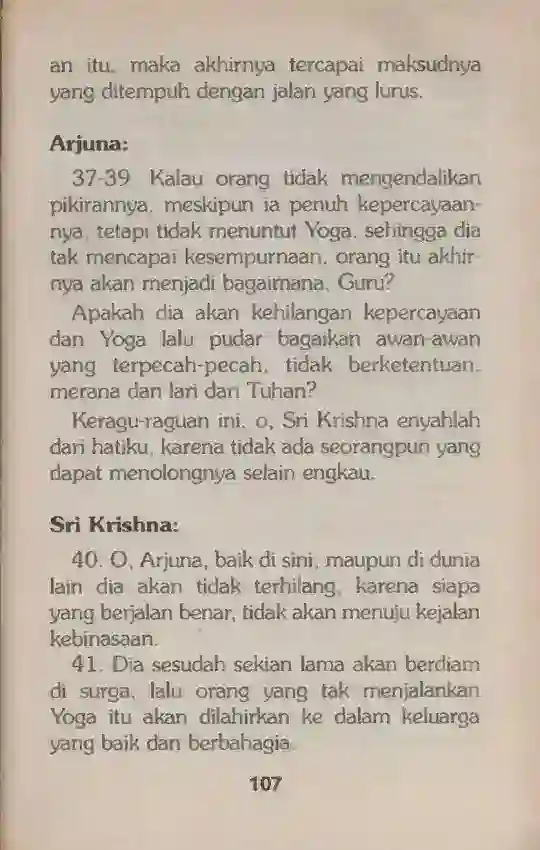 an itu, maka akhirnya tercapai maksudnya
yang ditempuh dengan jalan yang lurus.
Arjuna:
37-39 Kalau orang tidak mengendalikan
pikirannya, meskipun ia penuh kepercayaan-
nya, tetapi tidak menuntut Yoga, sehingga dia
tak mencapai kesempurnaan, orang itu akhir-
nya akan menjadi bagaimana, Guru?
Apakah dia akan kehilangan kepercayaan
dan Yoga lalu pudar bagaikan awan-awan
yang terpecah-pecah, tidak berketentuan,
merana dan lari dari Tuhan?
Keragu-raguan ini, o, Sri Krishna enyahlah
dari hatiku, karena tidak ada seorangpun yang
dapat menolongnya selain engkau.
Sri Krishna:
40. O, Arjuna, baik di sini, maupun di dunia
lain dia akan tidak terhilang, karena siapa
yang berjalan benar, tidak akan menuju kejalan
kebinasaan.
41. Dia sesudah sekian lama akan berdiam
di surga, lalu orang yang tak menjalankan
Yoga itu akan dilahirkan ke dalam keluarga
yang baik dan berbahagia.
107